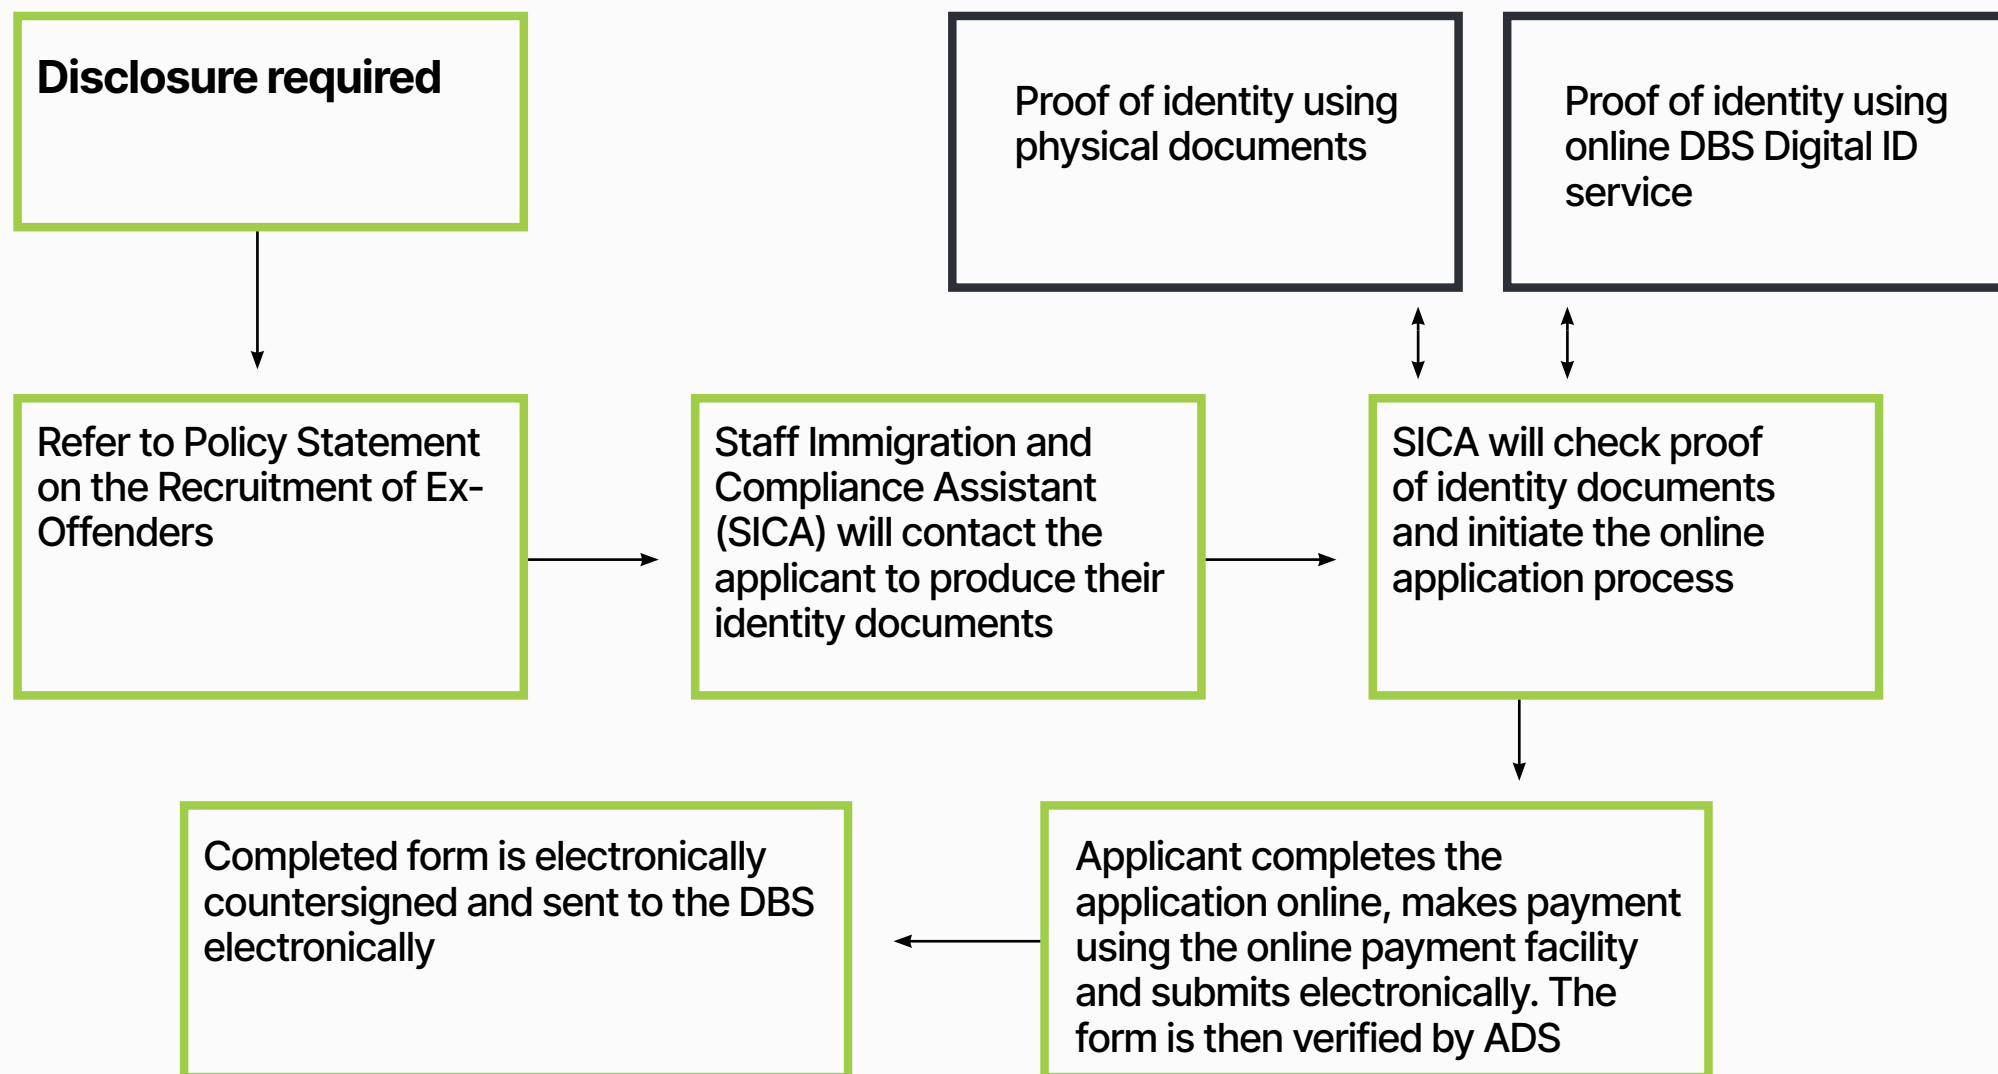 Disclosure required
Proof of identity using
physical documents
Proof of identity using
online DBS Digital ID
service
Refer to Policy Statement
on the Recruitment of Ex-
Offenders
Staff Immigration and
Compliance Assistant
(SICA) will contact the
applicant to produce their
identity documents
SICA will check proof
of identity documents
and initiate the online
application process
Completed form is electronically
countersigned and sent to the DBS
electronically
Applicant completes the
application online, makes payment
using the online payment facility
and submits electronically. The
form is then verified by ADS